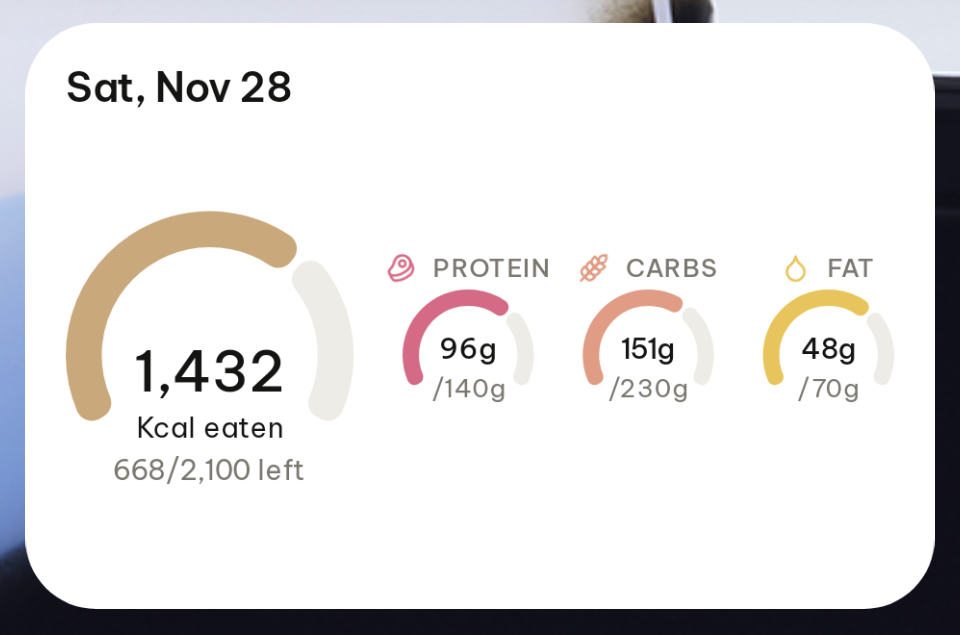 Sat, Nov 28
1,432
Kcal eaten
668/2,100 left
PROTEIN
96g
/140g
CARBS
151g
/230g
FAT
48g
/70g